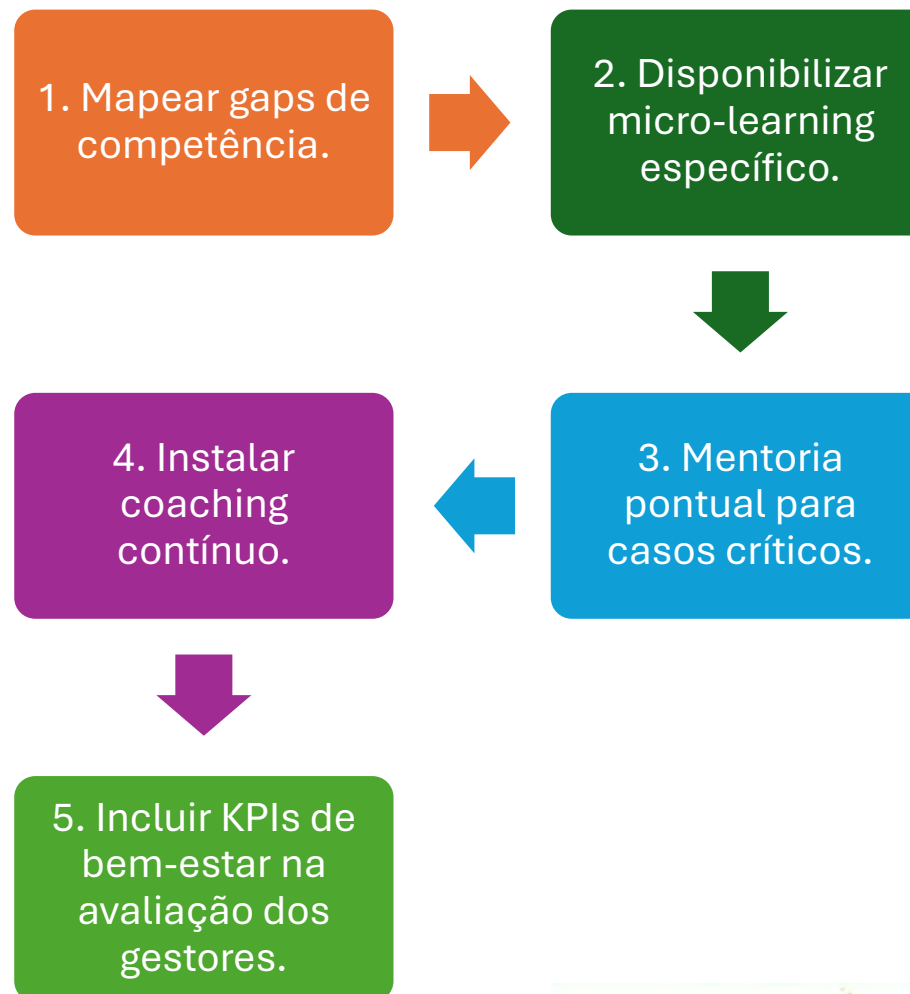 1. Mapear gaps de
competência.
2. Disponibilizar
micro-learning
específico.
3. Mentoria
pontual para
casos críticos.
4. Instalar
coaching
contínuo.
5. Incluir KPIs de
bem-estar na
avaliação dos
gestores.